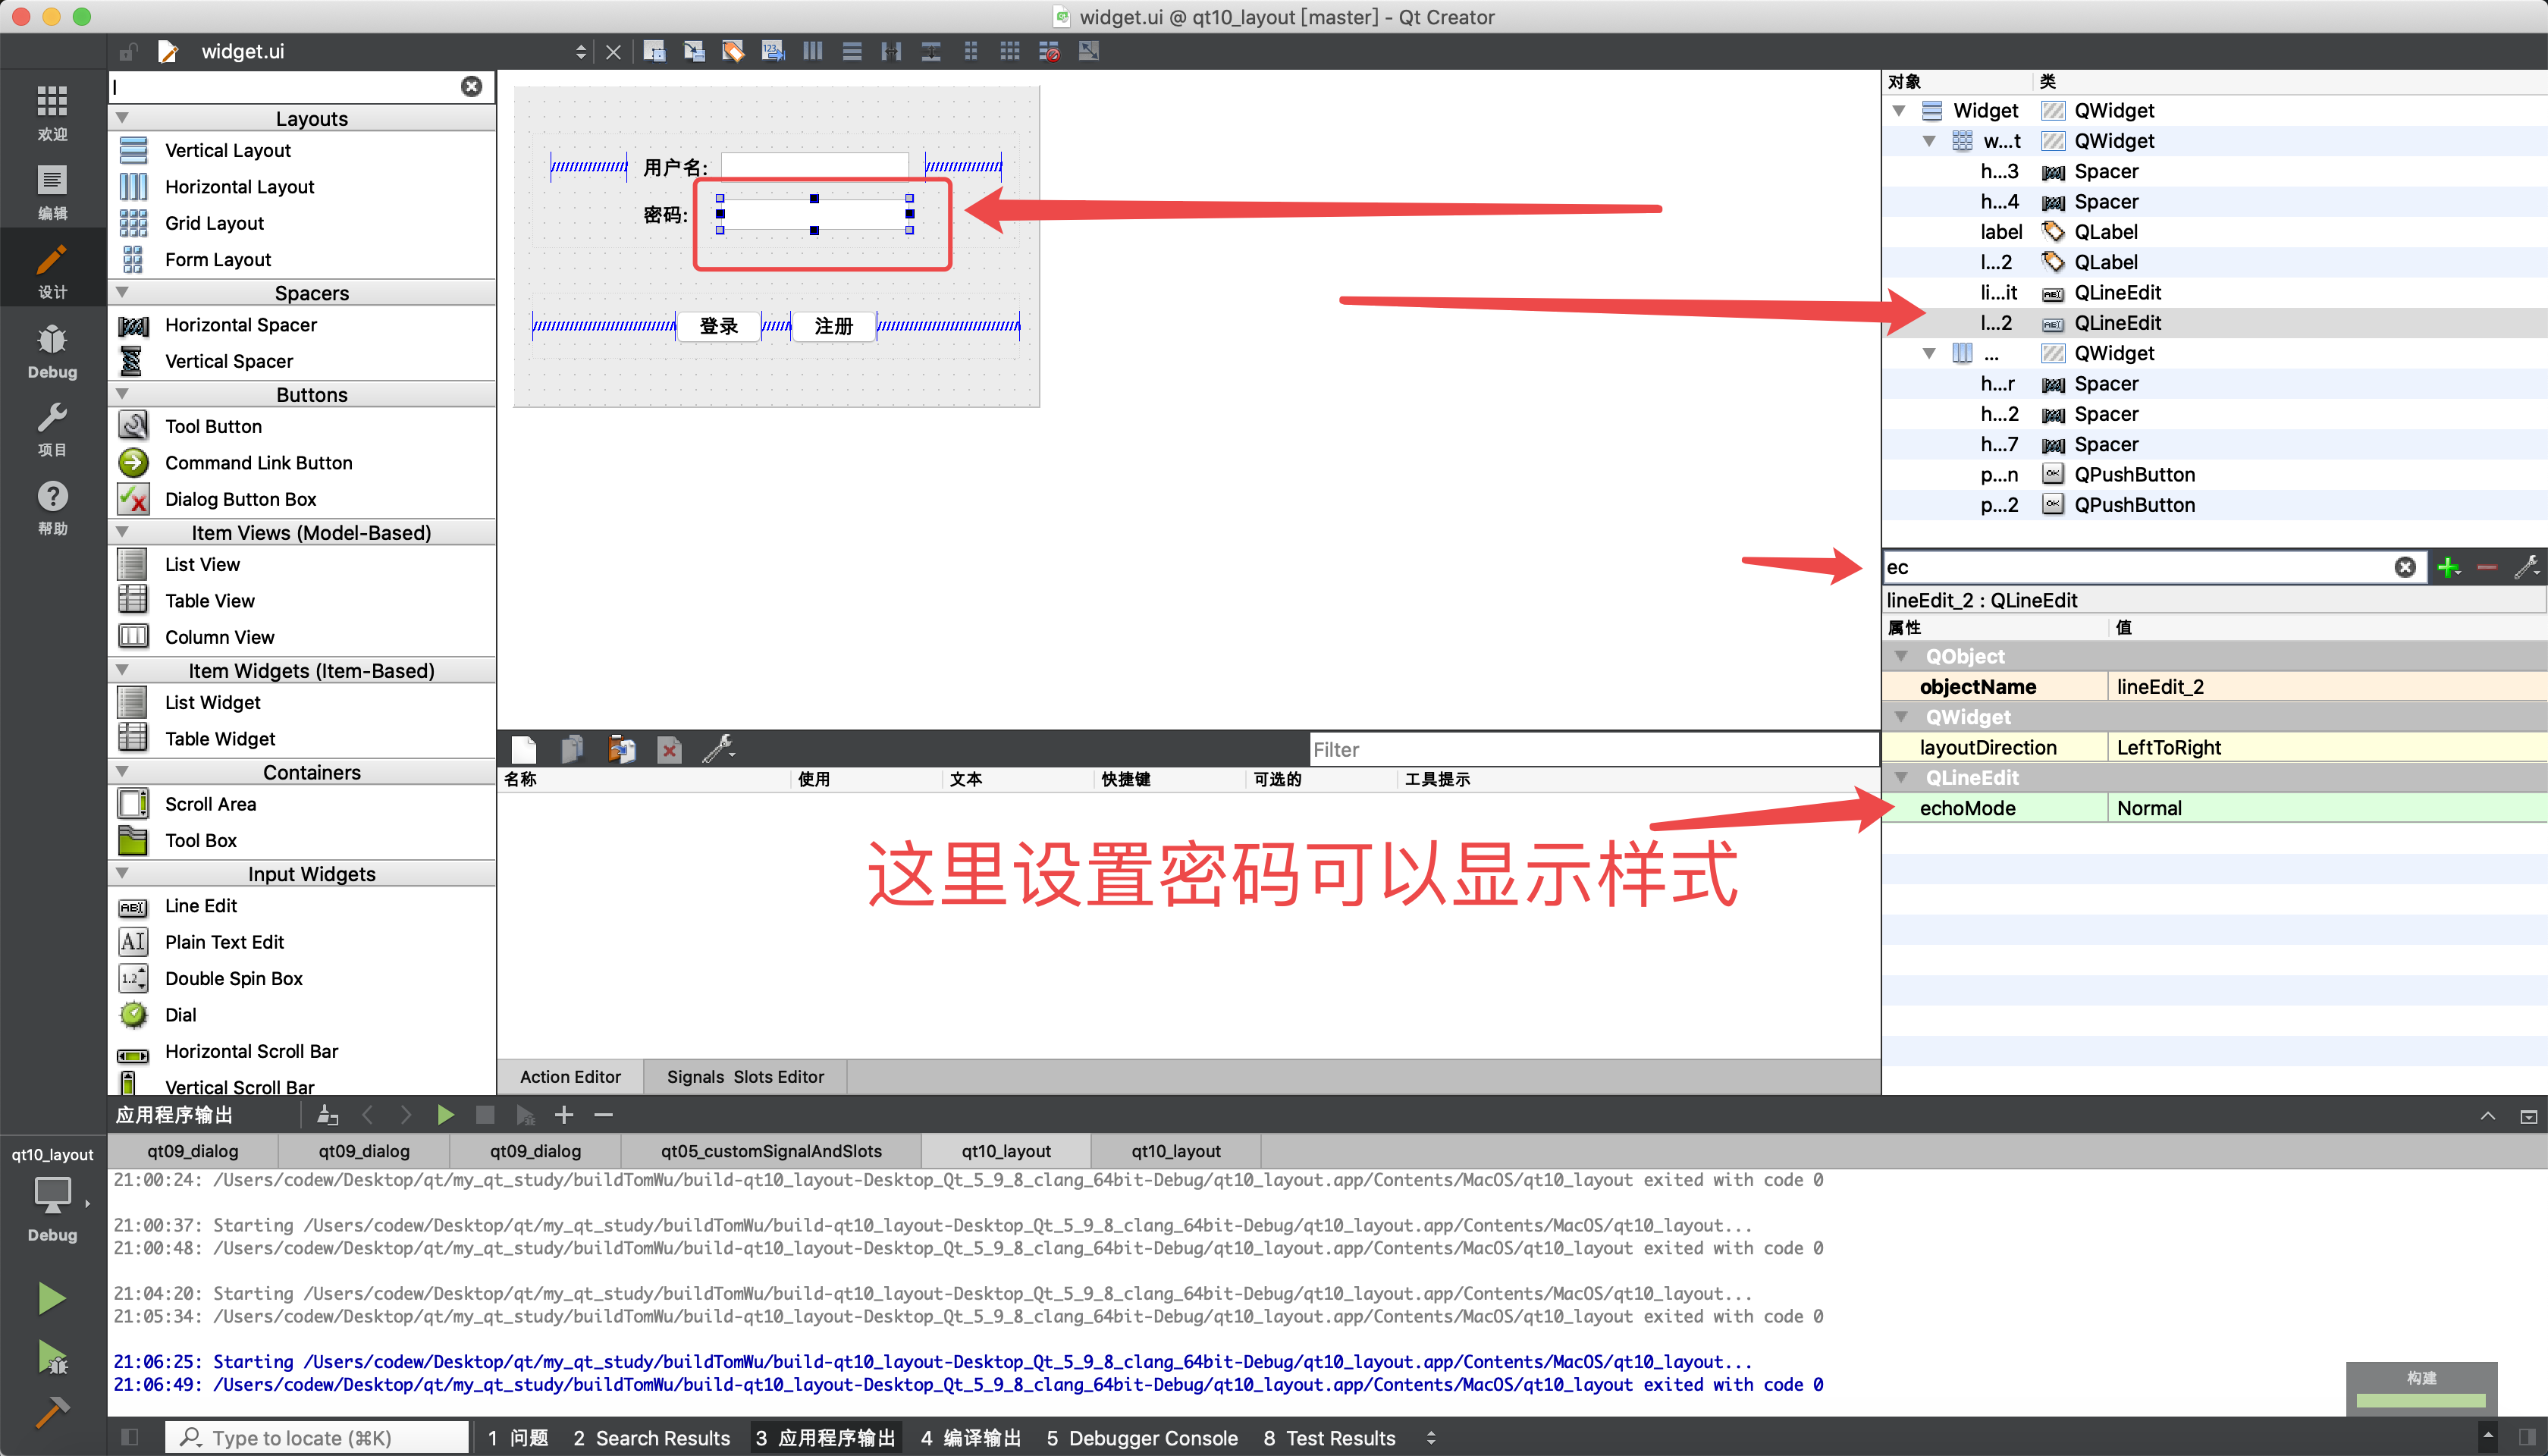 widget.ui @ qt10_layout [master] - Qt Creator
widget.ui
欢迎
编辑
设计
Debug
项目
帮助
qt10_layout
Debug
l
Layouts
Vertical Layout
Horizontal Layout
Grid Layout
Form Layout
Spacers
Horizontal Spacer
Vertical Spacer
Buttons
Tool Button
Command Link Button
Dialog Button Box
Item Views (Model-Based)
List View
Table View
Column View
Item Widgets (Item-Based)
List Widget
Table Widget
Containers
Scroll Area
Tool Box
Input Widgets
Line Edit
Plain Text Edit
Double Spin Box
Dial
Horizontal Scroll Bar
Vertical Scroll Bar
用户名:
密码:
登录 注册
Filter
名称 使用 文本 快捷键 可选的 工具提示
这里设置密码可以显示样式
Action Editor Signals Slots Editor
对象 类
Widget QWidget
w...t QWidget
h...3 Spacer
h...4 Spacer
label QLabel
l...2 QLabel
li...it QLineEdit
l...2 QLineEdit
... QWidget
h...r Spacer
h...2 Spacer
h...7 Spacer
p...n QPushButton
p...2 QPushButton
ec
lineEdit_2 : QLineEdit
属性 值
QObject
objectName lineEdit_2
QWidget
layoutDirection LeftToRight
QLineEdit
echoMode Normal
应用程序输出
qt09_dialog qt09_dialog qt09_dialog qt05_customSignalAndSlots qt10_layout qt10_layout
21:00:24: /Users/codew/Desktop/qt/my_qt_study/buildTomWu/build-qt10_layout-Desktop_Qt_5_9_8_clang_64bit-Debug/qt10_layout.app/Contents/MacOS/qt10_layout exited with code 0
21:00:37: Starting /Users/codew/Desktop/qt/my_qt_study/buildTomWu/build-qt10_layout-Desktop_Qt_5_9_8_clang_64bit-Debug/qt10_layout.app/Contents/MacOS/qt10_layout...
21:00:48: /Users/codew/Desktop/qt/my_qt_study/buildTomWu/build-qt10_layout-Desktop_Qt_5_9_8_clang_64bit-Debug/qt10_layout.app/Contents/MacOS/qt10_layout exited with code 0
21:04:20: Starting /Users/codew/Desktop/qt/my_qt_study/buildTomWu/build-qt10_layout-Desktop_Qt_5_9_8_clang_64bit-Debug/qt10_layout.app/Contents/MacOS/qt10_layout...
21:05:34: /Users/codew/Desktop/qt/my_qt_study/buildTomWu/build-qt10_layout-Desktop_Qt_5_9_8_clang_64bit-Debug/qt10_layout.app/Contents/MacOS/qt10_layout exited with code 0
21:06:25: Starting /Users/codew/Desktop/qt/my_qt_study/buildTomWu/build-qt10_layout-Desktop_Qt_5_9_8_clang_64bit-Debug/qt10_layout.app/Contents/MacOS/qt10_layout...
21:06:49: /Users/codew/Desktop/qt/my_qt_study/buildTomWu/build-qt10_layout-Desktop_Qt_5_9_8_clang_64bit-Debug/qt10_layout.app/Contents/MacOS/qt10_layout exited with code 0
构建
Type to locate (⌘K) 1 问题 2 Search Results 3 应用程序输出 4 编译输出 5 Debugger Console 8 Test Results